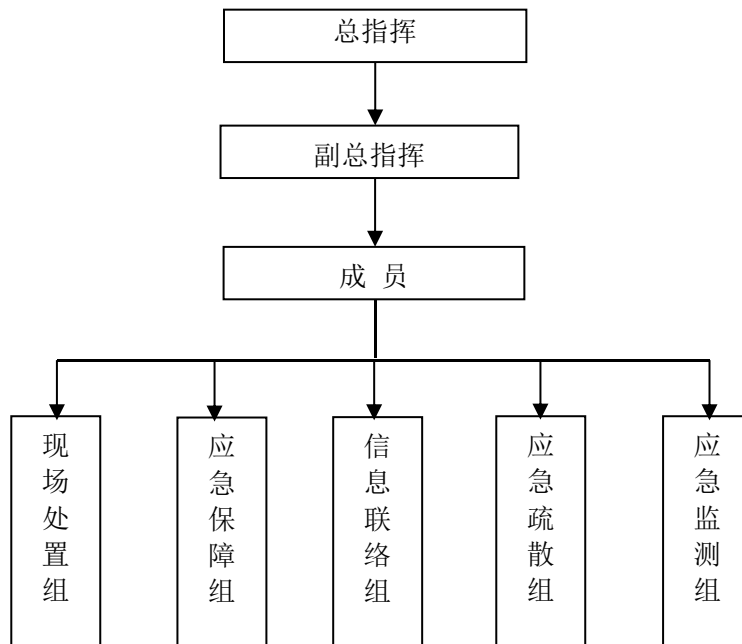 总指挥
副总指挥
成 员
现场处置组
应急保障组
信息联络组
应急疏散组
应急监测组